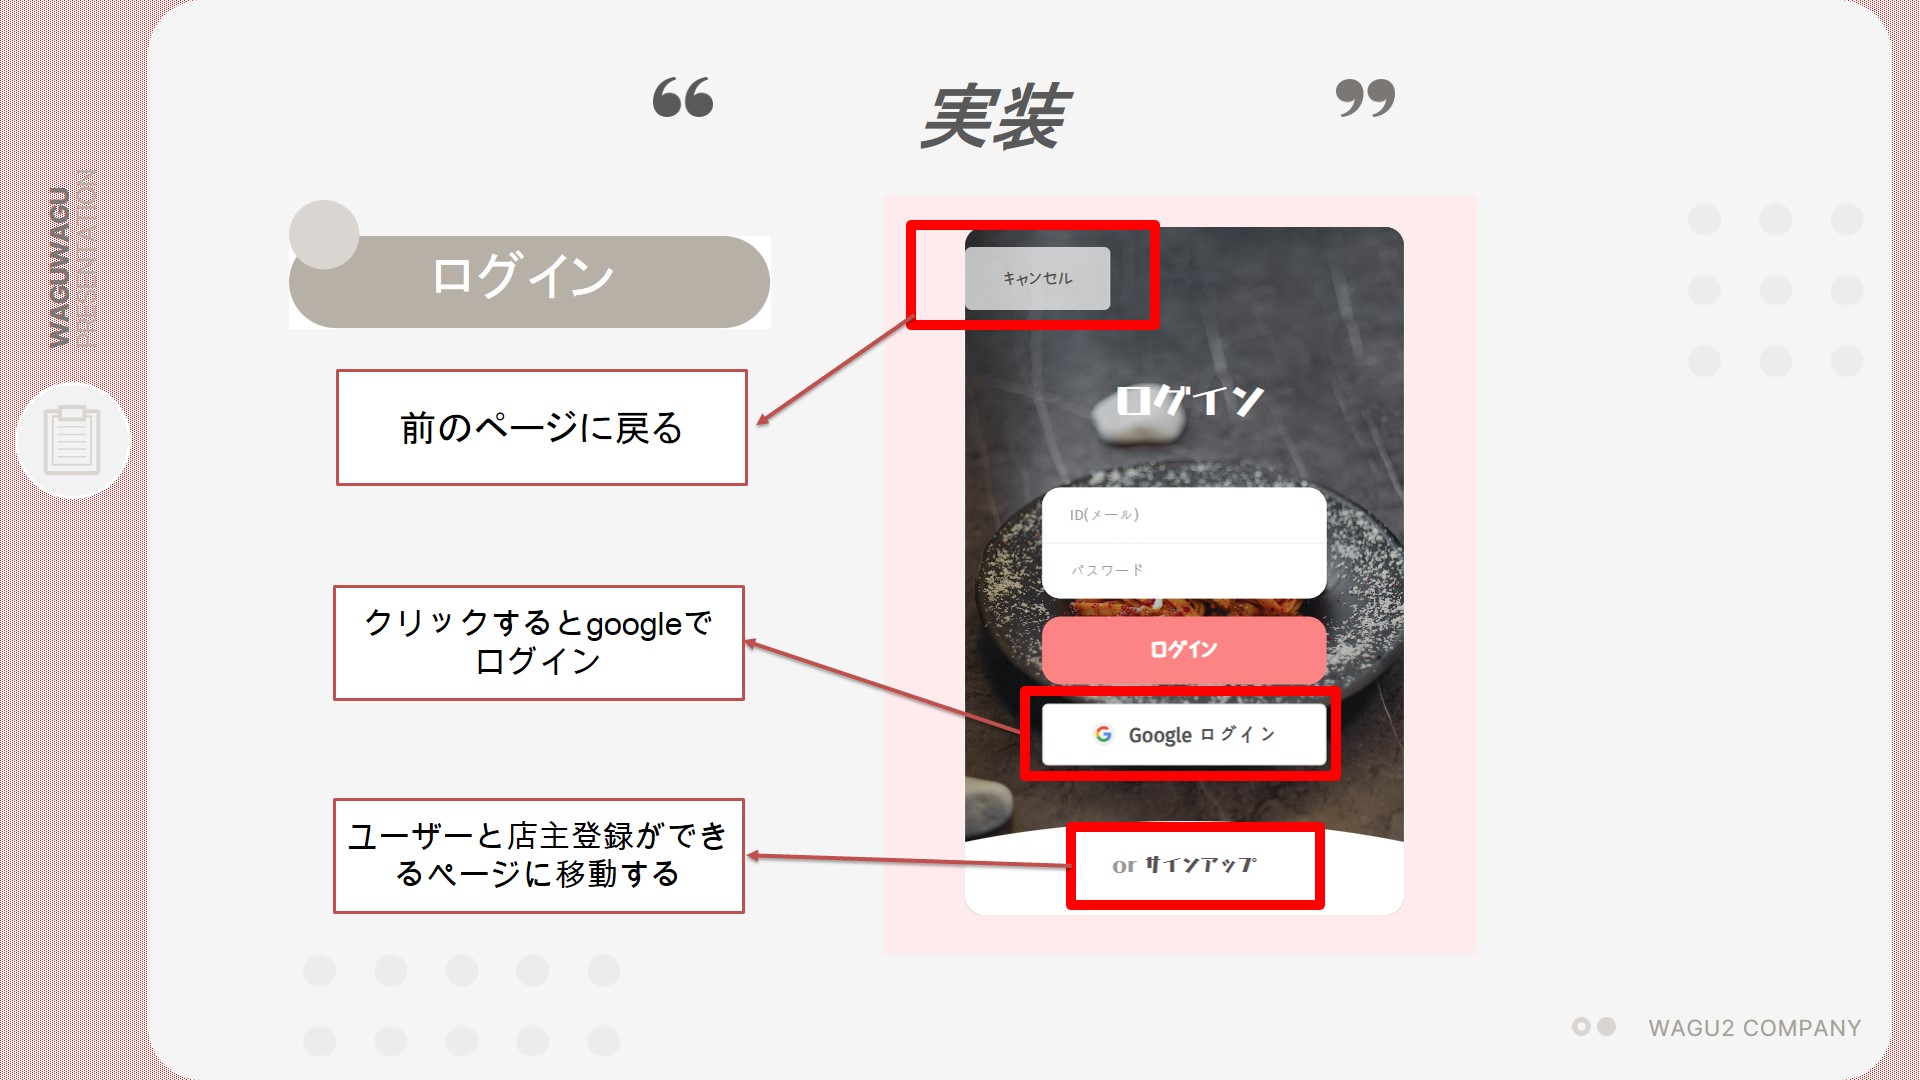 “ 実装 ”
WAGUWAGU
PRESENTATION
ログイン
前のページに戻る
クリックするとgoogleで
ログイン
ユーザーと店主登録ができ
るページに移動する
キャンセル
ログイン
ID(メール)
パスワード
ログイン
Google ログイン
or サインアップ
WAGU2 COMPANY